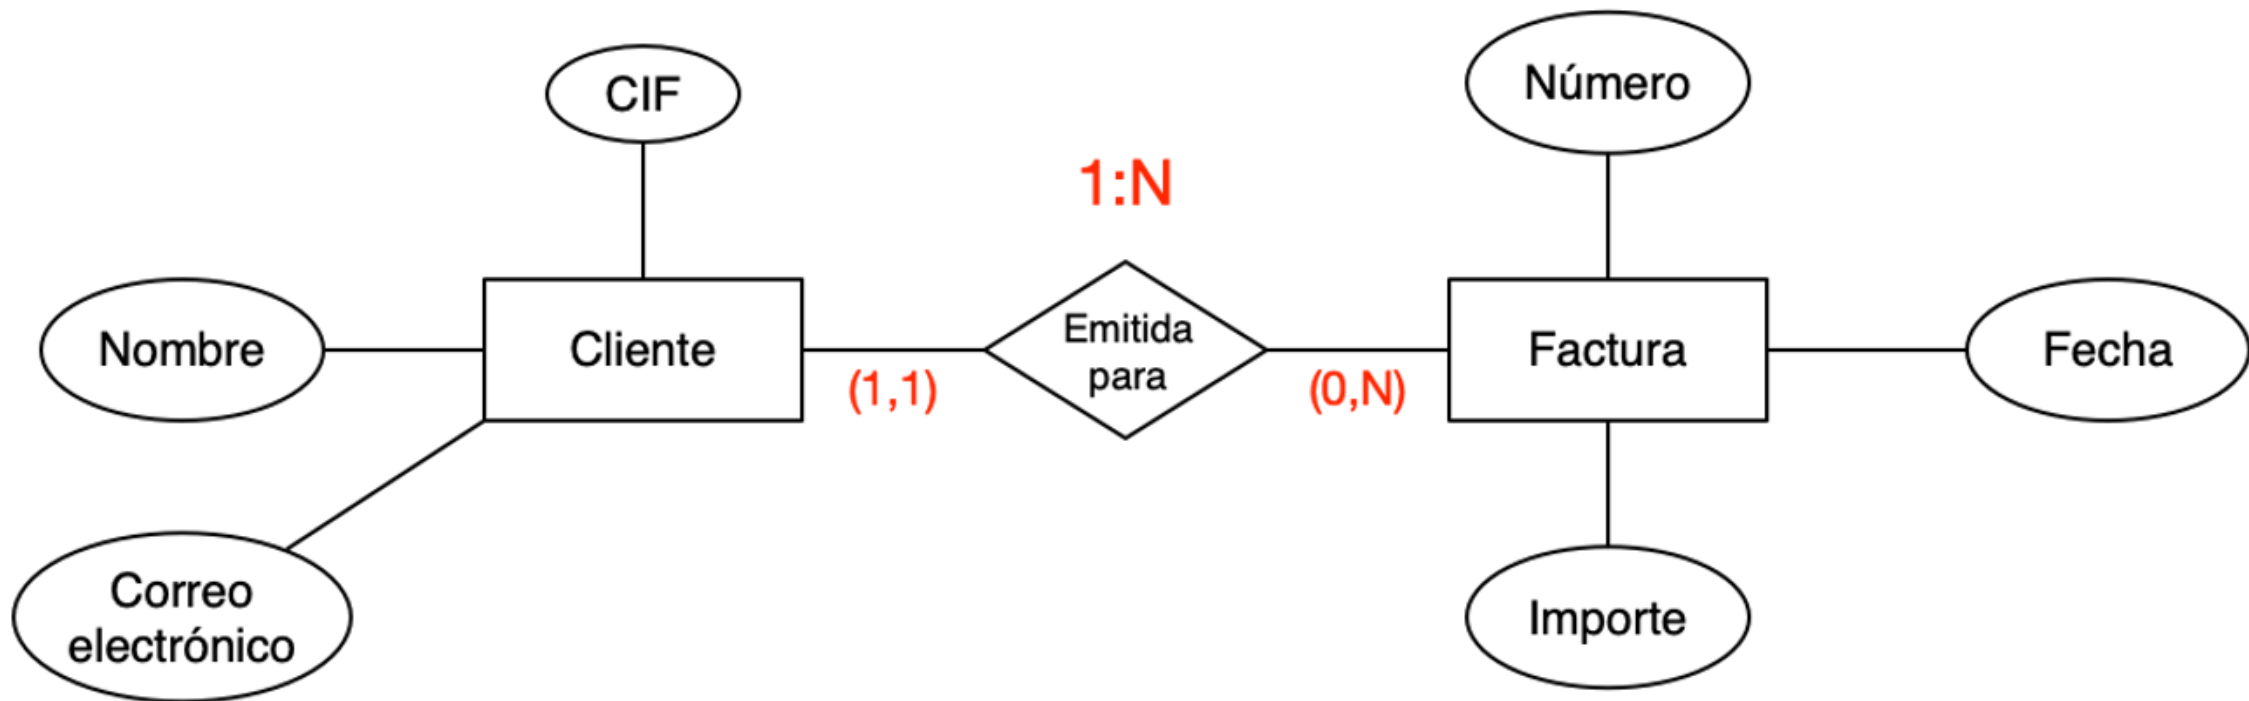 CIF
Número
1:N
Nombre
Cliente
(1,1)
Emitida
para
(0,N)
Factura
Fecha
Correo
electrónico
Importe